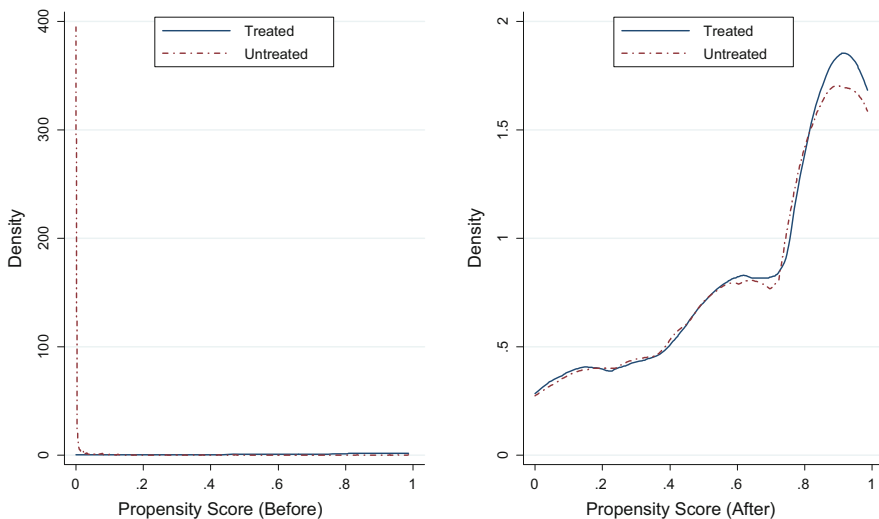 Treated
Untreated
Density
400
300
200
100
0
0 .2 .4 .6 .8 1
Propensity Score (Before)
Treated
Untreated
Density
2
1.5
1
.5
0
0 .2 .4 .6 .8 1
Propensity Score (After)